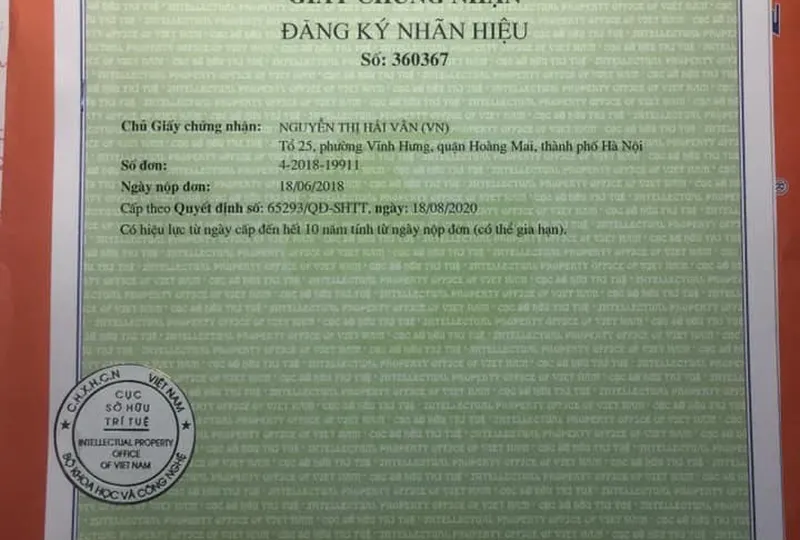 GIẤY CHỨNG NHẬN
ĐĂNG KÝ NHÃN HIỆU
Số: 360367
Chủ Giấy chứng nhận: NGUYỄN THỊ HẢI VÂN (VN)
Tổ 25, phường Vĩnh Hưng, quận Hoàng Mai, thành phố Hà Nội
Số đơn: 4-2018-19911
Ngày nộp đơn: 18/06/2018
Cấp theo Quyết định số: 65293/QĐ-SHTT, ngày: 18/08/2020
Có hiệu lực từ ngày cấp đến hết 10 năm tính từ ngày nộp đơn (có thể gia hạn).
C.H.X.H.C.N VIỆT NAM
CỤC
SỞ HỮU
TRÍ TUỆ
INTELLECTUAL PROPERTY
OFFICE
OF VIET NAM
BỘ KHOA HỌC VÀ CÔNG NGHỆ